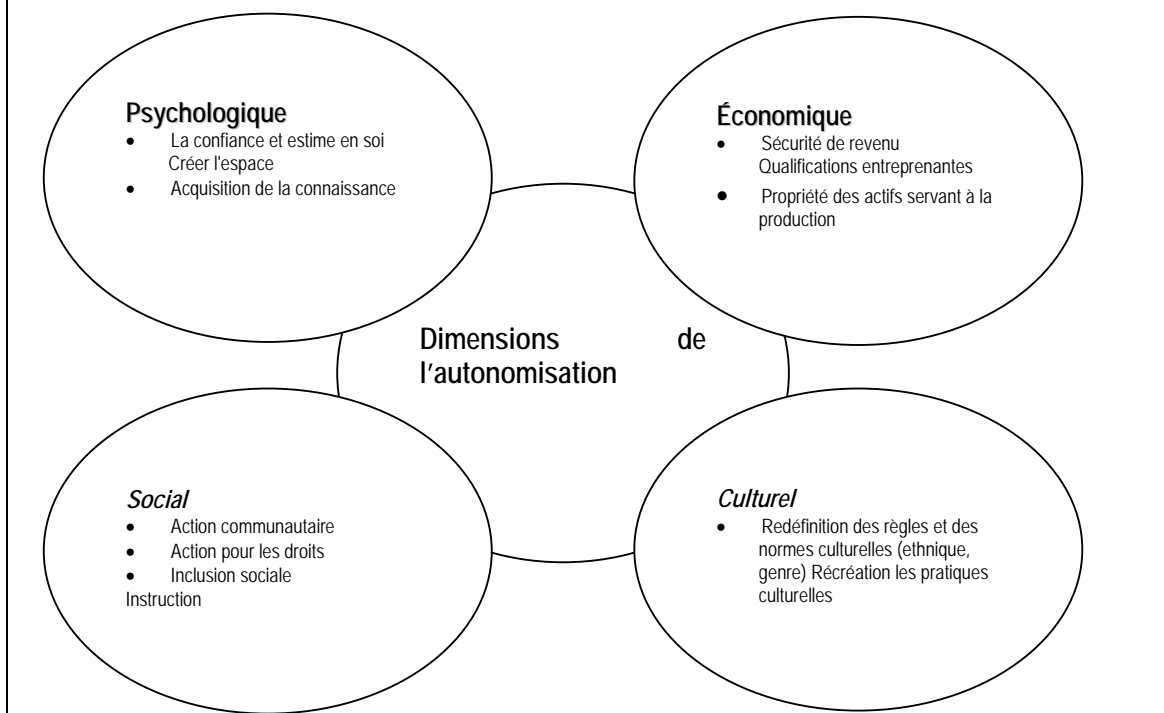 Psychologique
• La confiance et estime en soi
Créer l'espace
• Acquisition de la connaissance
Économique
• Sécurité de revenu
Qualifications entreprenantes
• Propriété des actifs servant à la
production
Dimensions de
l'autonomisation
Social
• Action communautaire
• Action pour les droits
• Inclusion sociale
Instruction
Culturel
• Redéfinition des règles et des
normes culturelles (ethnique,
genre) Récréation les pratiques
culturelles